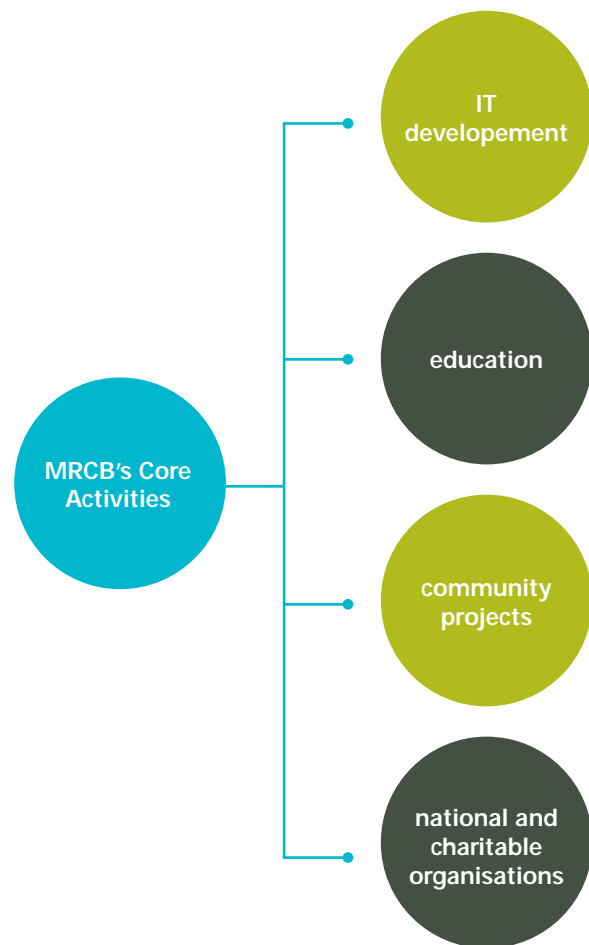 IT
developement
education
MRCB's Core
Activities
community
projects
national and
charitable
organisations